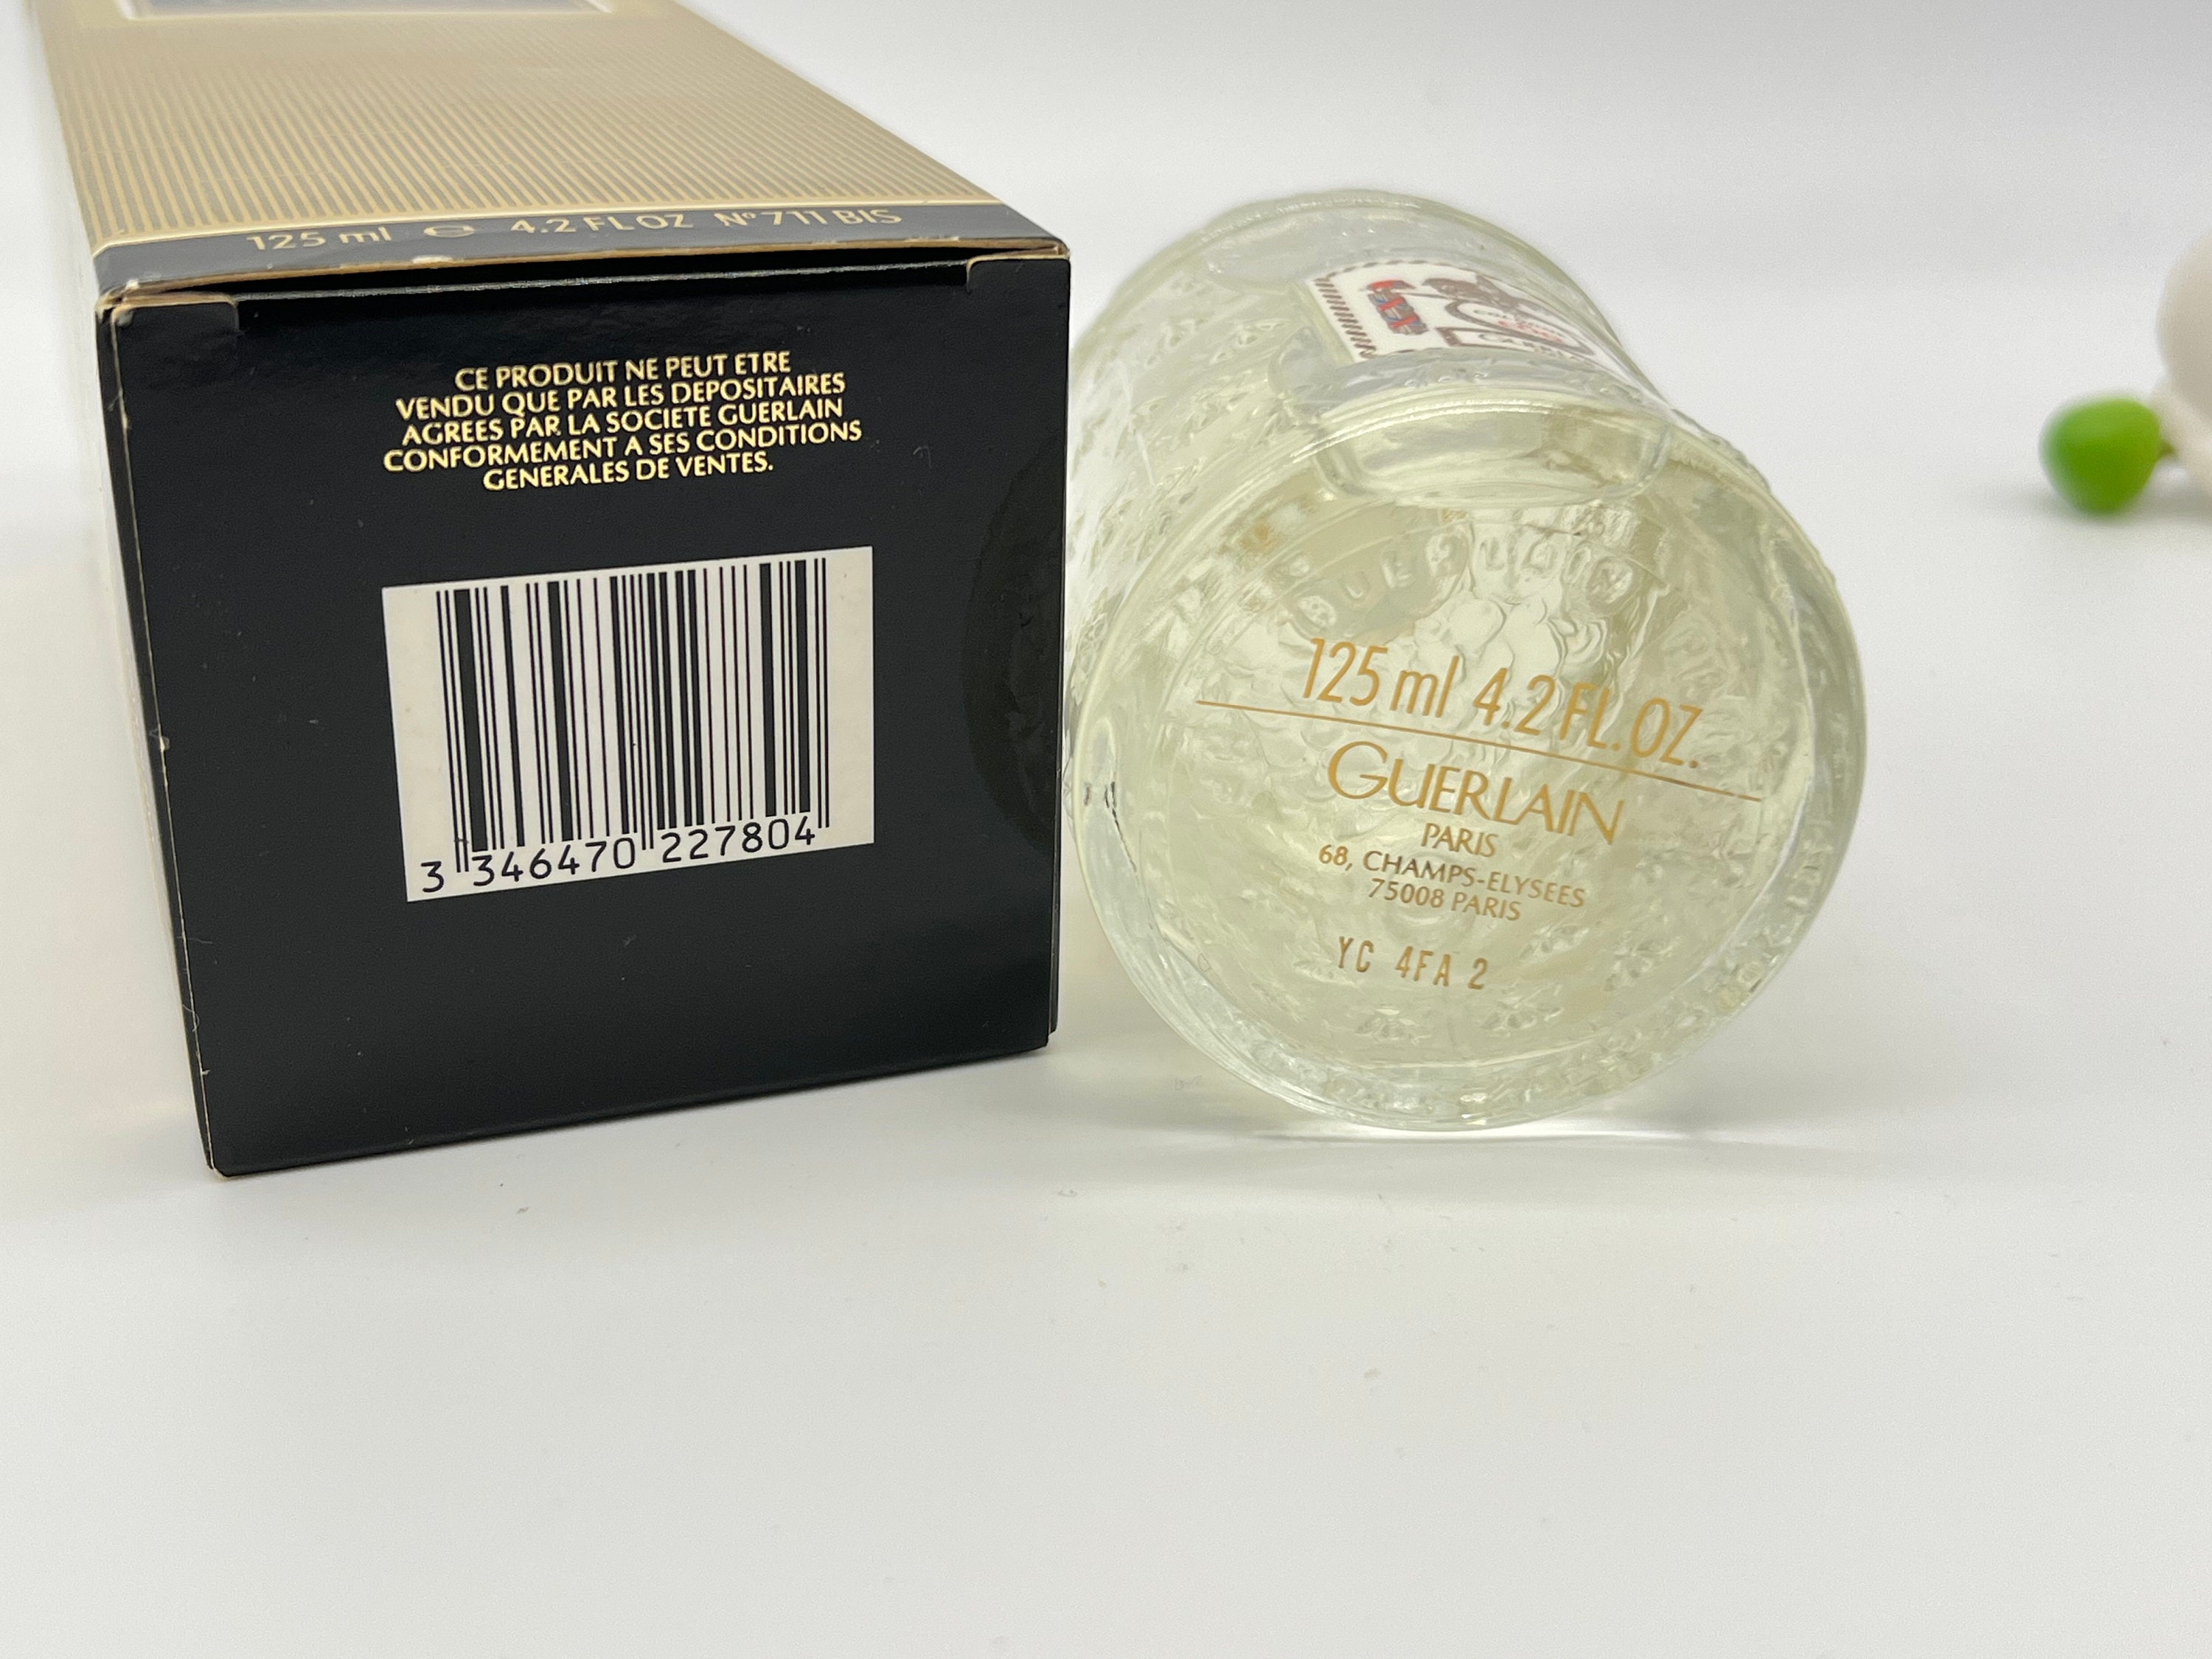 125 ml ℮ 4.2 FL OZ N° 711 BIS
CE PRODUIT NE PEUT ETRE
VENDU QUE PAR LES DEPOSITAIRES
AGREES PAR LA SOCIETE GUERLAIN
CONFORMEMENT A SES CONDITIONS
GENERALES DE VENTES.
3 346470 227804
GUERLAIN
125 ml 4.2 FL.OZ.
GUERLAIN
PARIS
68, CHAMPS-ELYSEES
75008 PARIS
YC 4FA 2